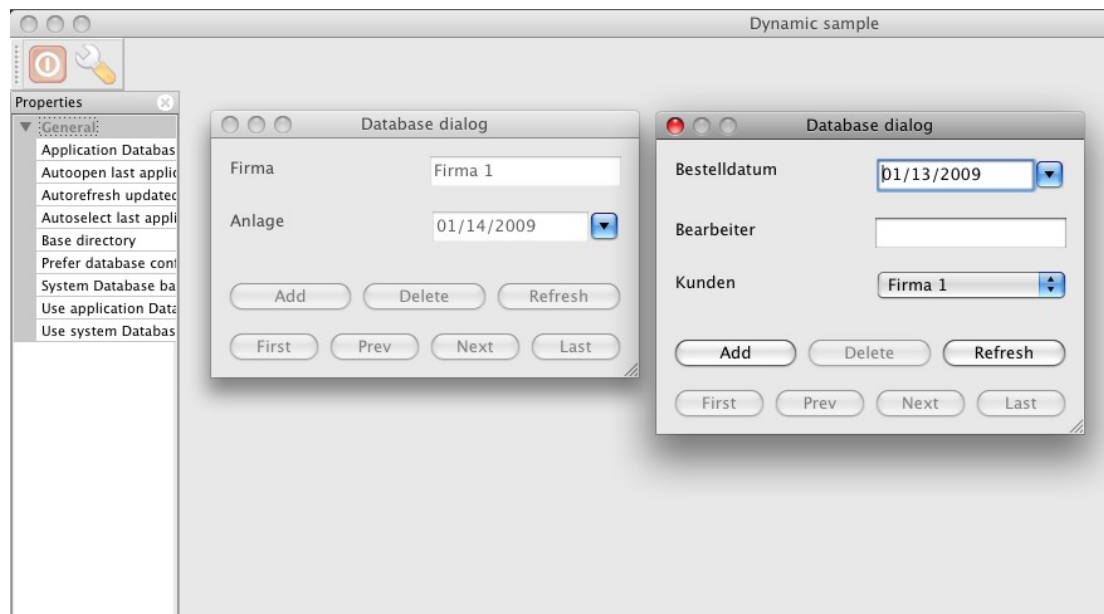 Dynamic sample
Properties
General
Application Databas
Autoopen last applic
Autorefresh updated
Autoselect last appli
Base directory
Prefer database conf
System Database ba
Use application Data
Use system Databas
Database dialog
Firma Firma 1
Anlage 01/14/2009
Add Delete Refresh
First Prev Next Last
Database dialog
Bestelldatum 01/13/2009
Bearbeiter
Kunden Firma 1
Add Delete Refresh
First Prev Next Last